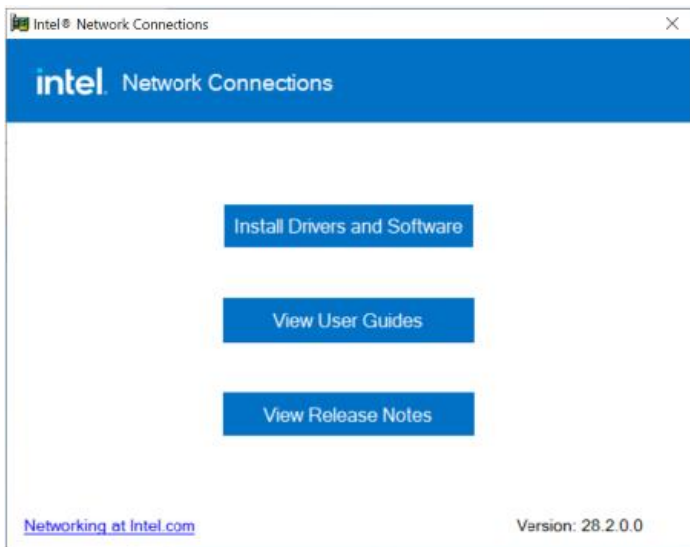 Intel® Network Connections
intel. Network Connections
Install Drivers and Software
View User Guides
View Release Notes
Networking at Intel.com
Version: 28.2.0.0